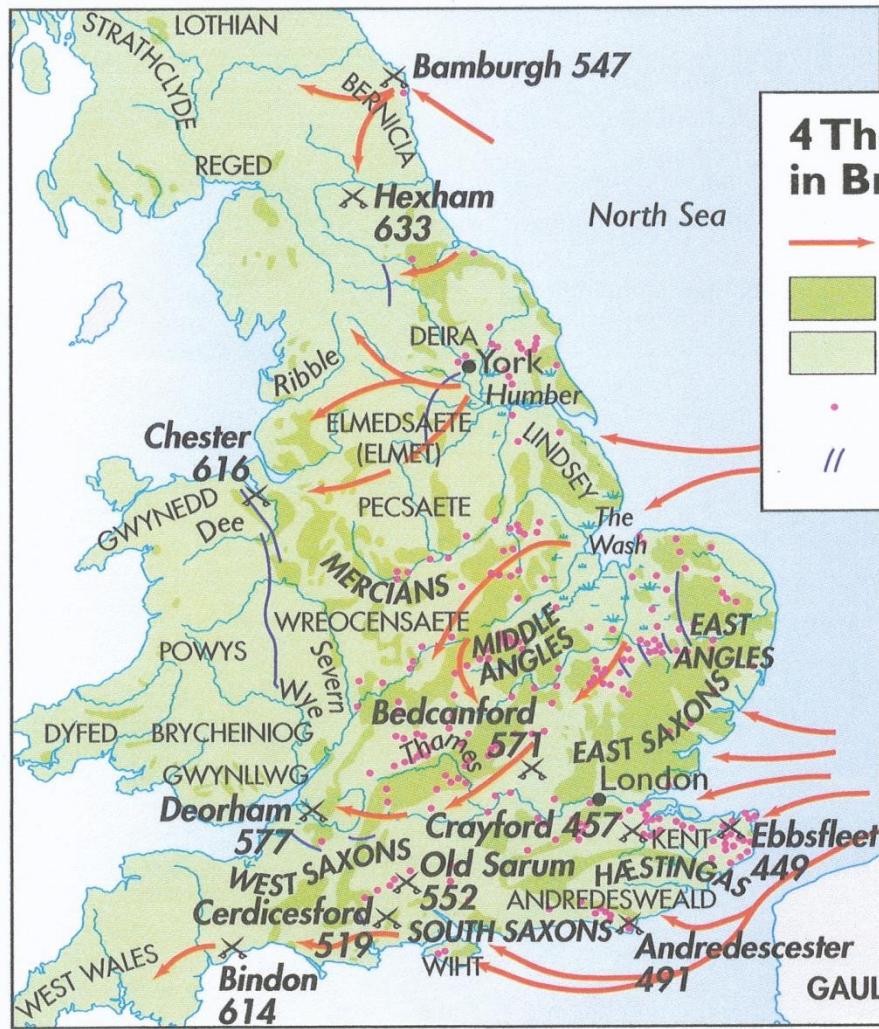 LOTHIAN
STRATHCLYDE
Bamburgh 547
BERNICIA
4 Th
in Br
REGED
Hexham
633
North Sea
DEIRA
York
Ribble
Humber
ELMEDSAETE
(ELMET)
LINDSEY
Chester
616
PECSAETE
GWYNEDD
Dee
The
Wash
MERCIANS
WREOCENSAETE
MIDDLE
ANGLES
EAST
ANGLES
POWYS
Severn
Wye
Bedcanford
571
DYFED
BRYCHEINIOG
Thames
EAST SAXONS
GWYNLLWG
London
Deorham
577
Crayford 457
KENT
Ebbsfleet
449
WEST SAXONS
Old Sarum
552
HÆSTINGAS
ANDREDESWEALD
Cerdicesford
519
SOUTH SAXONS
Andredescester
491
WEST WALES
Bindon
614
WIHT
GAUL